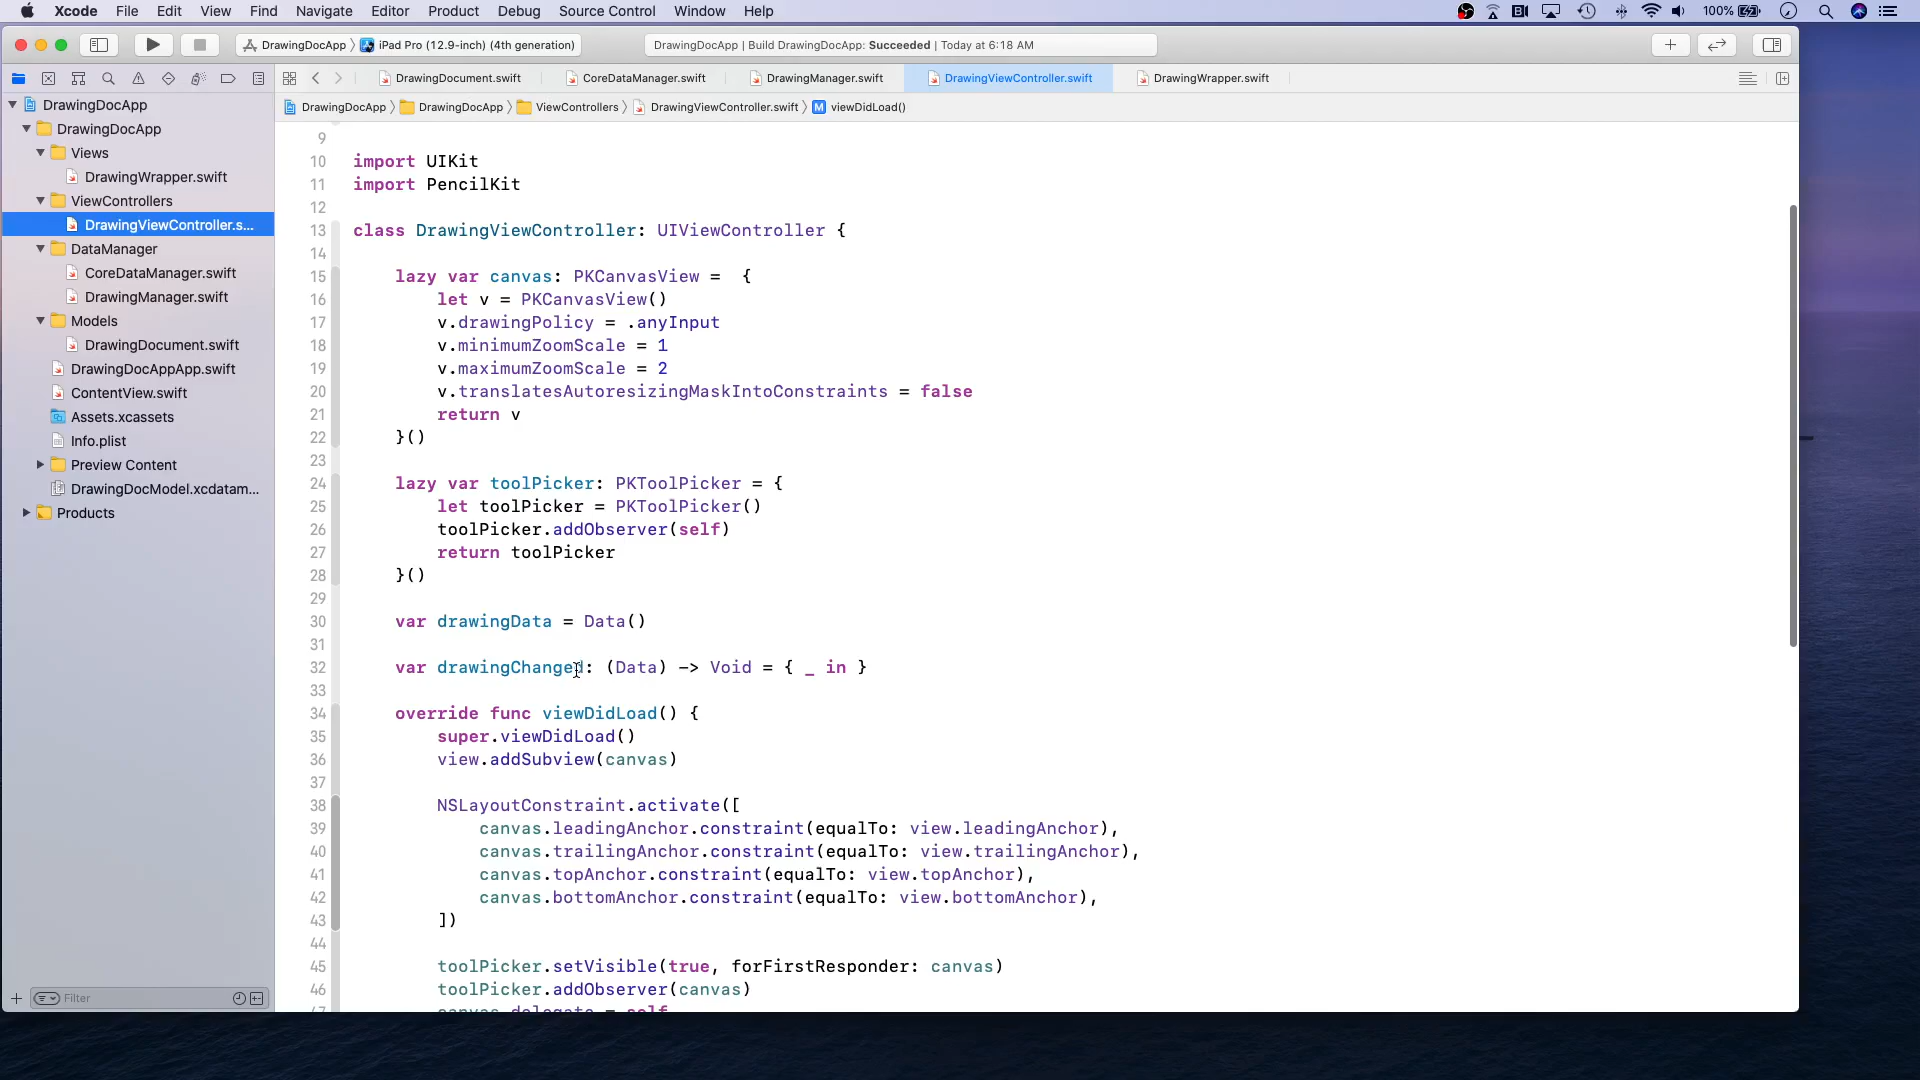 Xcode File Edit View Find Navigate Editor Product Debug Source Control Window Help 100%
DrawingDocApp iPad Pro (12.9-inch) (4th generation) DrawingDocApp | Build DrawingDocApp: Succeeded | Today at 6:18 AM
DrawingDocument.swift CoreDataManager.swift DrawingManager.swift DrawingViewController.swift DrawingWrapper.swift
DrawingDocApp DrawingDocApp ViewControllers DrawingViewController.swift M viewDidLoad()
DrawingDocApp
DrawingDocApp
Views
DrawingWrapper.swift
ViewControllers
DrawingViewController.s...
DataManager
CoreDataManager.swift
DrawingManager.swift
Models
DrawingDocument.swift
DrawingDocAppApp.swift
ContentView.swift
Assets.xcassets
Info.plist
Preview Content
DrawingDocModel.xcdatam...
Products
Filter
9
10 import UIKit
11 import PencilKit
12
13 class DrawingViewController: UIViewController {
14
15 lazy var canvas: PKCanvasView = {
16 let v = PKCanvasView()
17 v.drawingPolicy = .anyInput
18 v.minimumZoomScale = 1
19 v.maximumZoomScale = 2
20 v.translatesAutoresizingMaskIntoConstraints = false
21 return v
22 }()
23
24 lazy var toolPicker: PKToolPicker = {
25 let toolPicker = PKToolPicker()
26 toolPicker.addObserver(self)
27 return toolPicker
28 }()
29
30 var drawingData = Data()
31
32 var drawingChanged: (Data) -> Void = { _ in }
33
34 override func viewDidLoad() {
35 super.viewDidLoad()
36 view.addSubview(canvas)
37
38 NSLayoutConstraint.activate([
39 canvas.leadingAnchor.constraint(equalTo: view.leadingAnchor),
40 canvas.trailingAnchor.constraint(equalTo: view.trailingAnchor),
41 canvas.topAnchor.constraint(equalTo: view.topAnchor),
42 canvas.bottomAnchor.constraint(equalTo: view.bottomAnchor),
43 ])
44
45 toolPicker.setVisible(true, forFirstResponder: canvas)
46 toolPicker.addObserver(canvas)
47 canvas.delegate = self